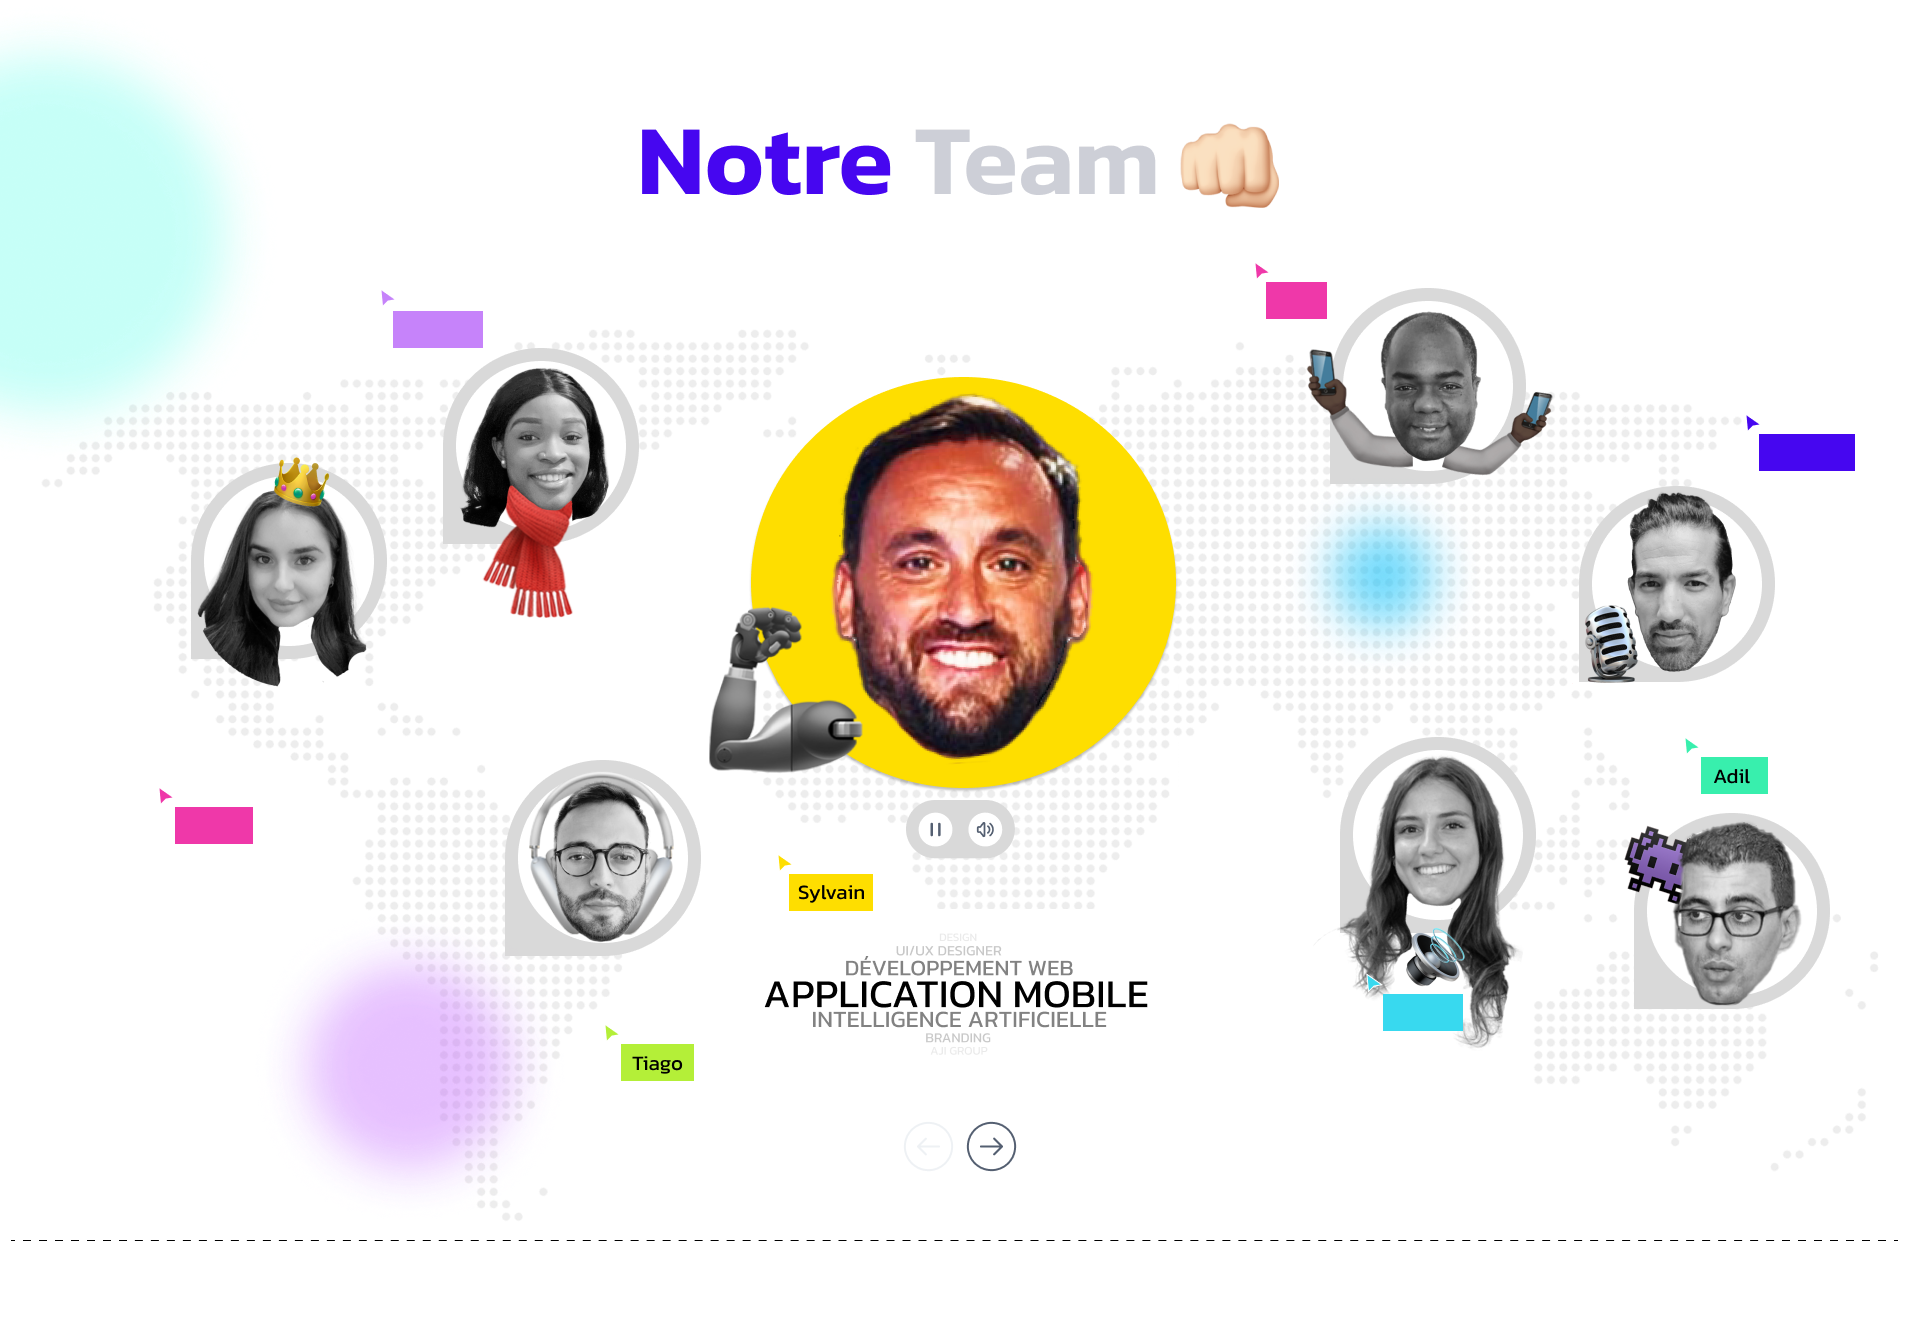 Notre Team
Adil
Sylvain
DESIGN
UI/UX DESIGNER
DÉVELOPPEMENT WEB
APPLICATION MOBILE
INTELLIGENCE ARTIFICIELLE
BRANDING
AJI GROUP
Tiago